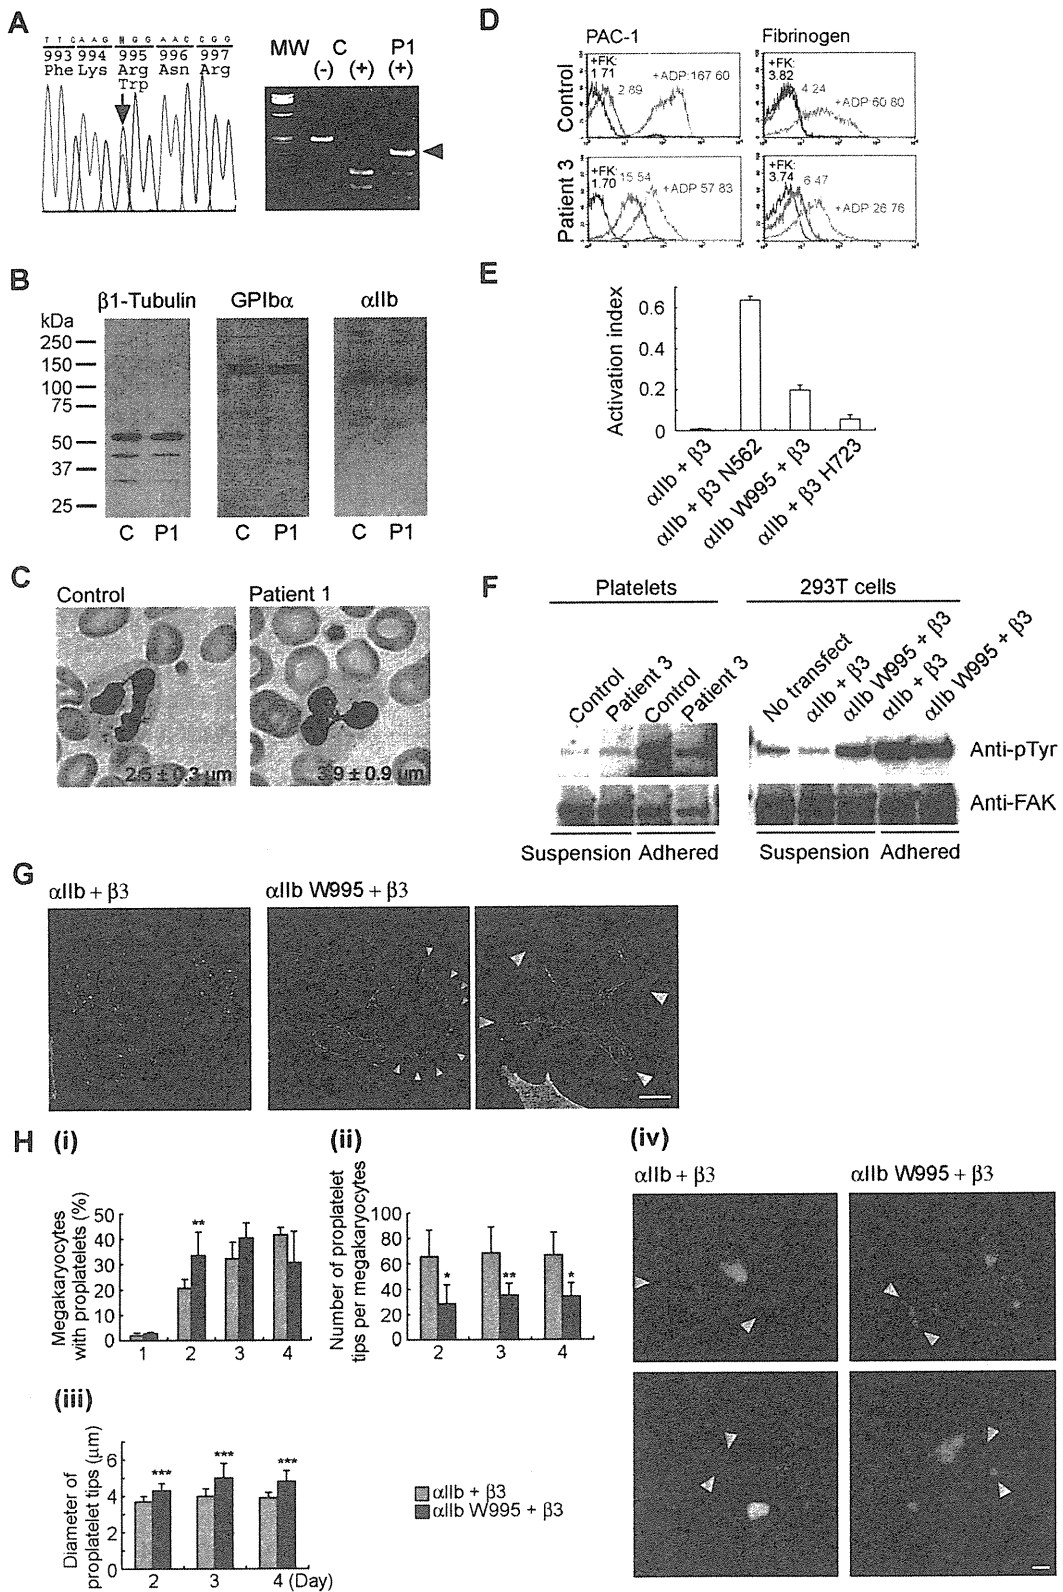 A
T T C A A G N G G A A C C G G
993 994 995 996 997
Phe Lys Arg Asn Arg
Trp
MW C P1
(-) (+) (+)
B
β1-Tubulin GPIbα αIIb
kDa
250
150
100
75
50
37
25
C P1 C P1 C P1
C
Control Patient 1
2.5 ± 0.3 μm 3.9 ± 0.9 μm
D
PAC-1 Fibrinogen
Control
+FK: 1.71
2 89
+ADP:167 60
+FK: 3.82
4 24
+ADP 60 80
Patient 3
+FK: 1.70
15 54
+ADP 57 83
+FK: 3.74
6 47
+ADP 26 76
E
Activation index
0.6
0.4
0.2
0
αIIb + β3
αIIb + β3 N562
αIIb W995 + β3
αIIb + β3 H723
F
Platelets 293T cells
Control
Patient 3
Control
Patient 3
No transfect
αIIb + β3
αIIb W995 + β3
αIIb + β3
αIIb W995 + β3
Anti-pTyr
Anti-FAK
Suspension Adhered Suspension Adhered
G
αIIb + β3 αIIb W995 + β3
H (i)
Megakaryocytes
with proplatelets (%)
50
40
30
20
10
0
**
1 2 3 4
(ii)
Number of proplatelet
tips per megakaryocytes
100
80
60
40
20
0
* ** *
2 3 4
(iii)
Diameter of
proplatelet tips (μm)
6
4
2
0
*** *** ***
2 3 4 (Day)
αIIb + β3
αIIb W995 + β3
(iv)
αIIb + β3 αIIb W995 + β3